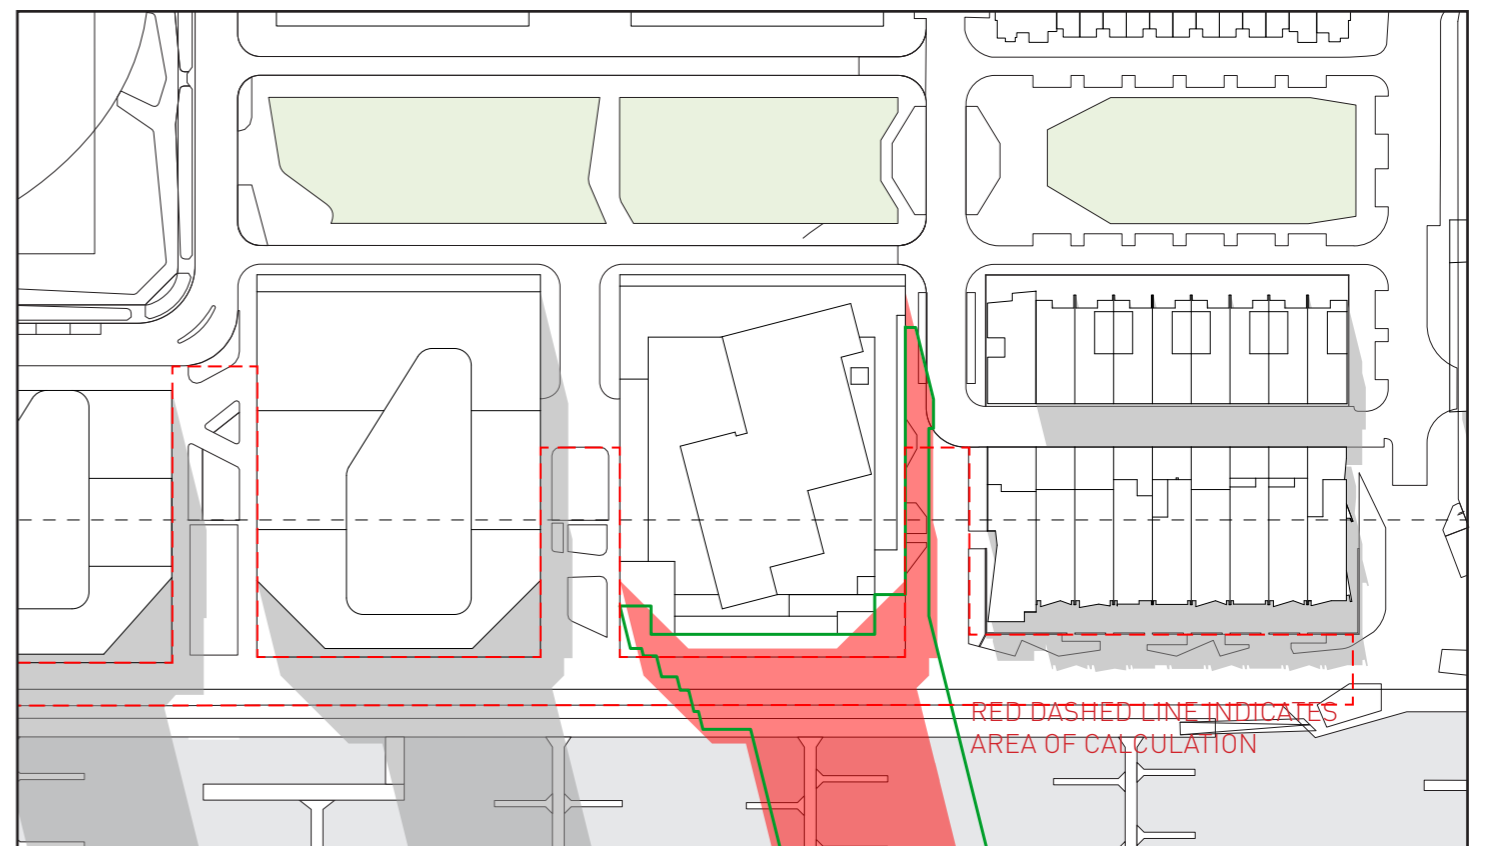 RED DASHED LINE INDICATES
AREA OF CALCULATION